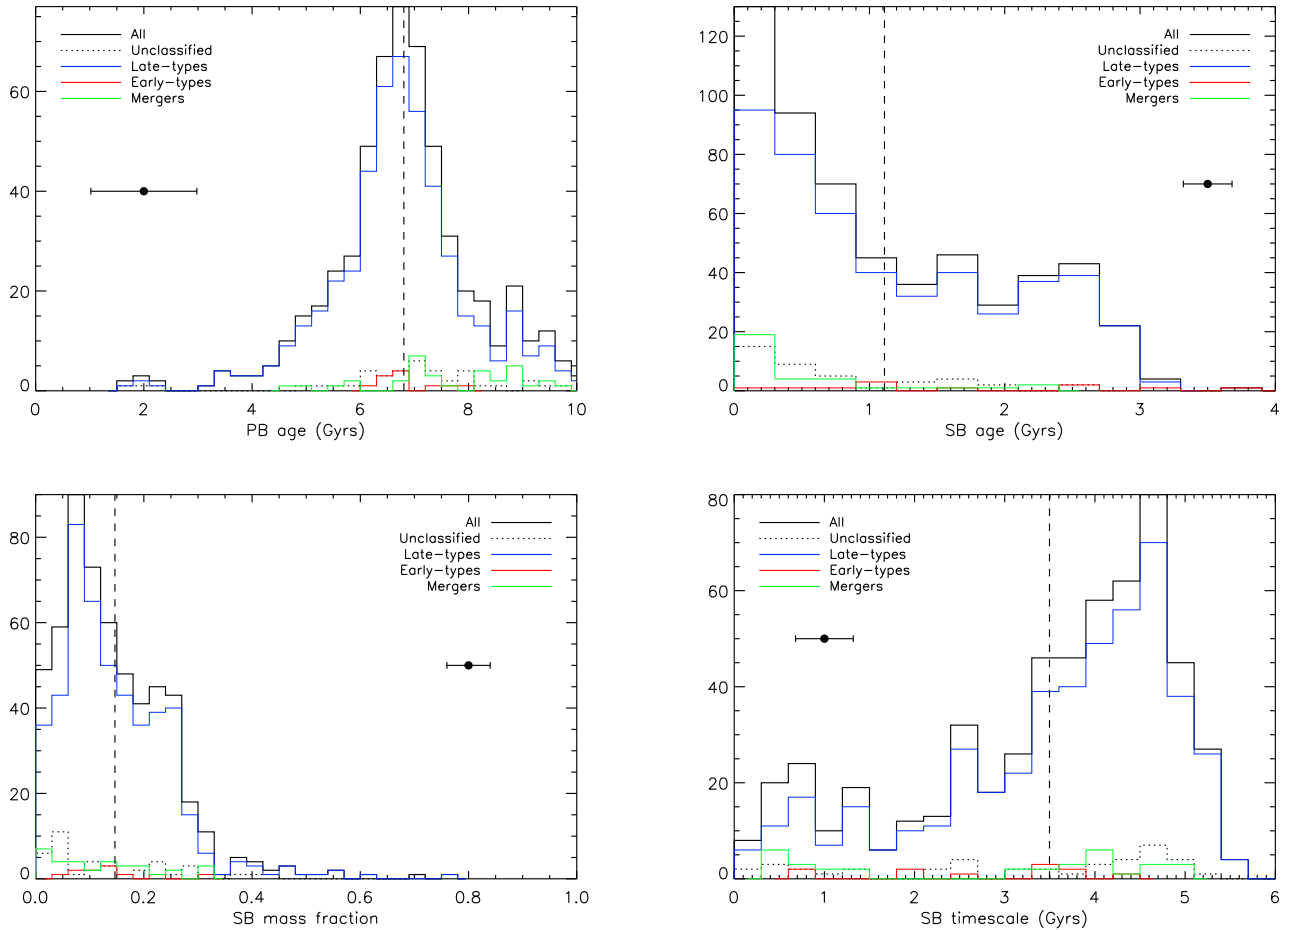 All
Unclassified
Late-types
Early-types
Mergers
60
40
20
0
0 2 4 6 8 10
PB age (Gyrs)
120
100
80
60
40
20
0
All
Unclassified
Late-types
Early-types
Mergers
0 1 2 3 4
SB age (Gyrs)
80
60
40
20
0
All
Unclassified
Late-types
Early-types
Mergers
0.0 0.2 0.4 0.6 0.8 1.0
SB mass fraction
80
60
40
20
0
All
Unclassified
Late-types
Early-types
Mergers
0 1 2 3 4 5 6
SB timescale (Gyrs)